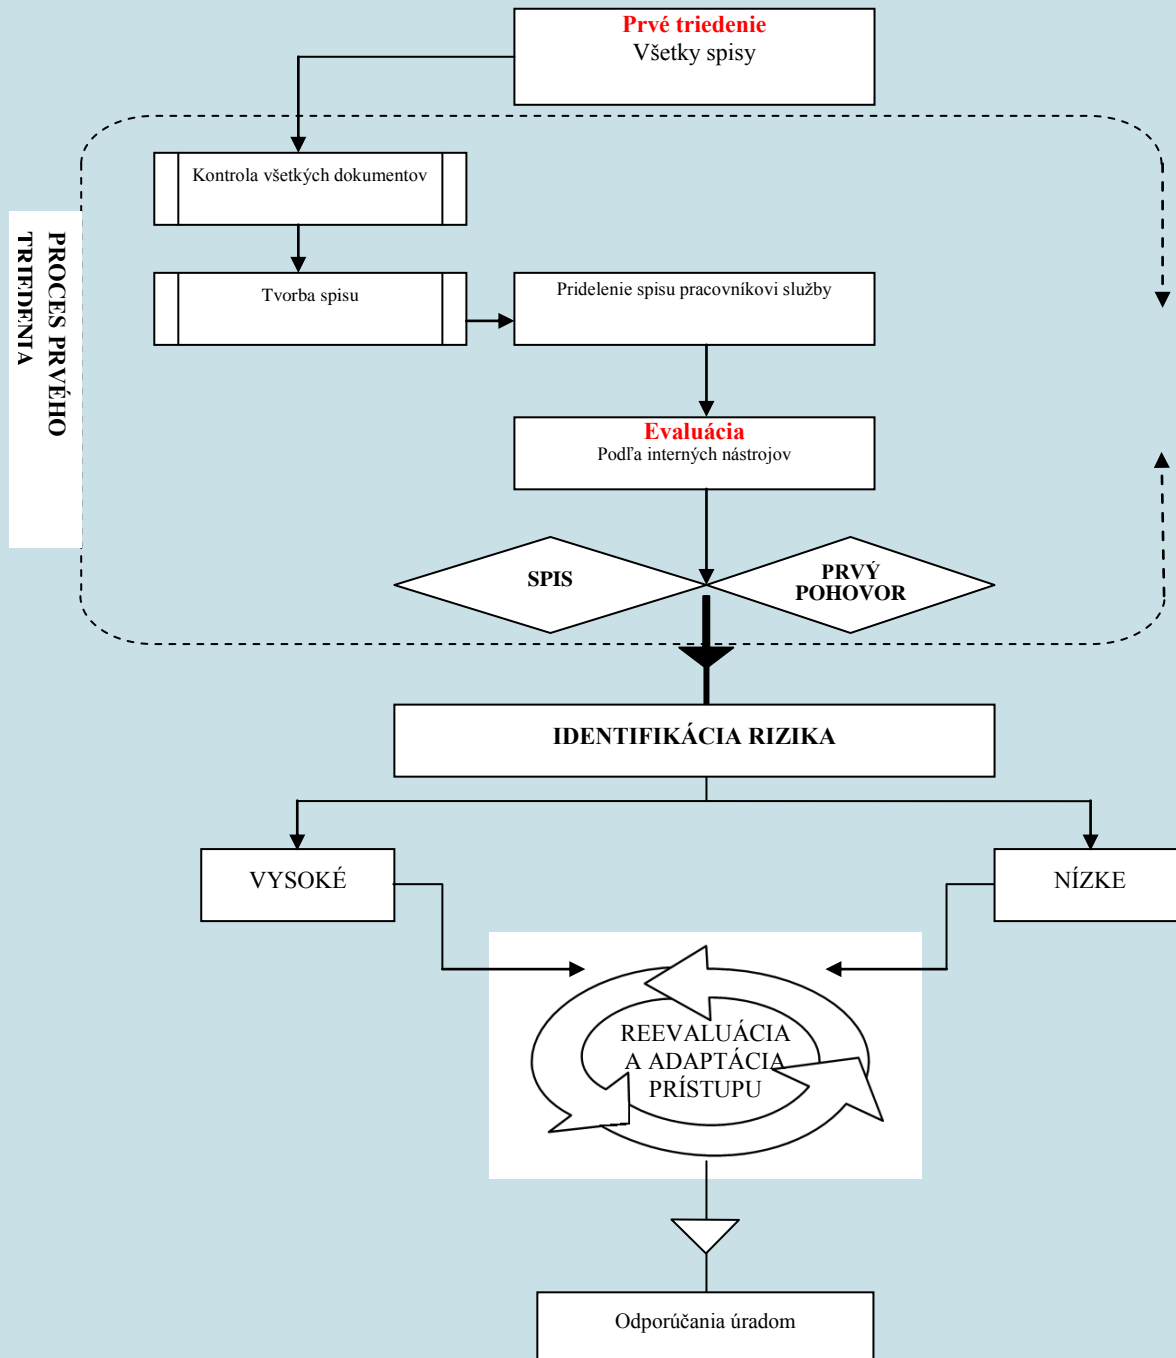 Prvé triedenie
Všetky spisy
Kontrola všetkých dokumentov
PROCES PRVÉHO
TRIEDENIA
Tvorba spisu
Pridelenie spisu pracovníkovi služby
Evaluácia
Podľa interných nástrojov
SPIS
PRVÝ
POHOVOR
IDENTIFIKÁCIA RIZIKA
VYSOKÉ
NÍZKE
REEVALUÁCIA
A ADAPTÁCIA
PRÍSTUPU
Odporúčania úradom